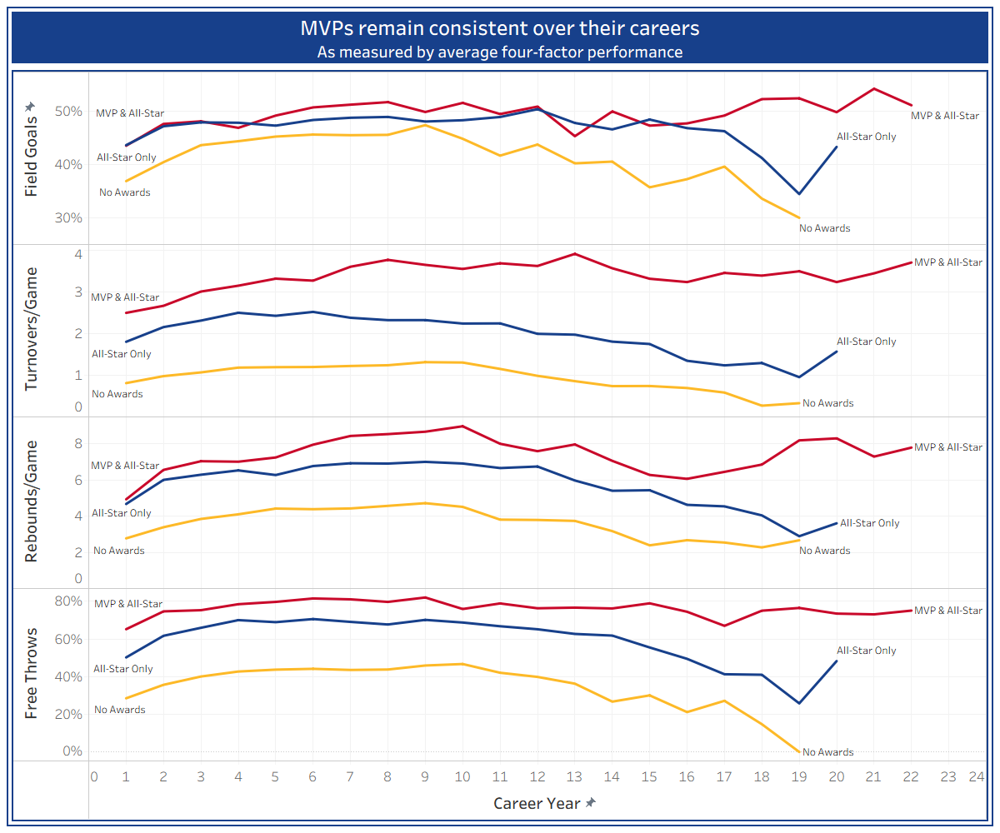 MVPs remain consistent over their careers
As measured by average four-factor performance
Field Goals
50%
40%
30%
MVP & All-Star
All-Star Only
No Awards
MVP & All-Star
All-Star Only
No Awards
Turnovers/Game
4
3
2
1
0
MVP & All-Star
All-Star Only
No Awards
MVP & All-Star
All-Star Only
No Awards
Rebounds/Game
8
6
4
2
0
MVP & All-Star
All-Star Only
No Awards
MVP & All-Star
All-Star Only
No Awards
Free Throws
80%
60%
40%
20%
0%
MVP & All-Star
All-Star Only
No Awards
MVP & All-Star
All-Star Only
No Awards
0 1 2 3 4 5 6 7 8 9 10 11 12 13 14 15 16 17 18 19 20 21 22 23 24
Career Year